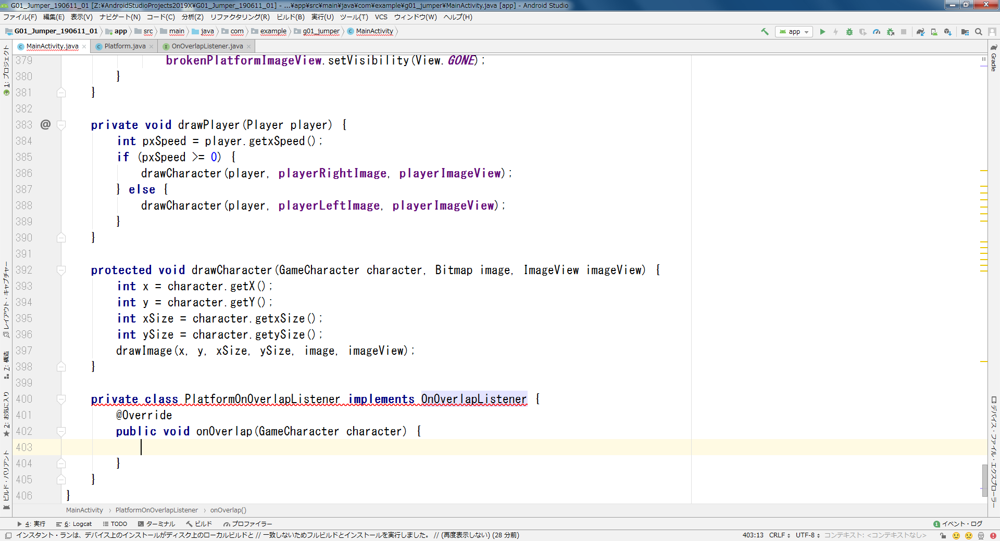 G01_Jumper_190611_01 [Z:¥AndroidStudioProjects2019X¥G01_Jumper_190611_01] - ...¥app¥src¥main¥java¥com¥example¥g01_jumper¥MainActivity.java [app] - Android Studio
ファイル(F) 編集(E) 表示(V) ナビゲート(N) コード(C) 分析(Z) リファクタリング(R) ビルド(B) 実行(U) ツール(T) VCS ウィンドウ(W) ヘルプ(H)
G01_Jumper_190611_01 app src main java com example g01_jumper MainActivity app
MainActivity.java Platform.java OnOverlapListener.java
1: プロジェクト
レイアウト・キャプチャー
7: 構造
2: お気に入り
ビルド・バリアント
379 brokenPlatformImageView.setVisibility(View.GONE);
380 }
381 }
382
383 @ private void drawPlayer(Player player) {
384 int pxSpeed = player.getxSpeed();
385 if (pxSpeed >= 0) {
386 drawCharacter(player, playerRightImage, playerImageView);
387 } else {
388 drawCharacter(player, playerLeftImage, playerImageView);
389 }
390 }
391
392 protected void drawCharacter(GameCharacter character, Bitmap image, ImageView imageView) {
393 int x = character.getX();
394 int y = character.getY();
395 int xSize = character.getxSize();
396 int ySize = character.getySize();
397 drawImage(x, y, xSize, ySize, image, imageView);
398 }
399
400 private class PlatformOnOverlapListener implements OnOverlapListener {
401 @Override
402 public void onOverlap(GameCharacter character) {
403
404 }
405 }
406 }
Gradle
デバイス・ファイル・エクスプローラー
MainActivity › PlatformOnOverlapListener › onOverlap()
4: 実行 6: Logcat TODO ターミナル ビルド プロファイラー 1 イベント・ログ
インスタント・ランは、デバイス上のインストールがディスク上のローカルビルドと // 一致しないためフルビルドとインストールを実行しました。 // (再度表示しない) (28 分前) 403:13 CRLF UTF-8 コンテキスト: <コンテキストなし>